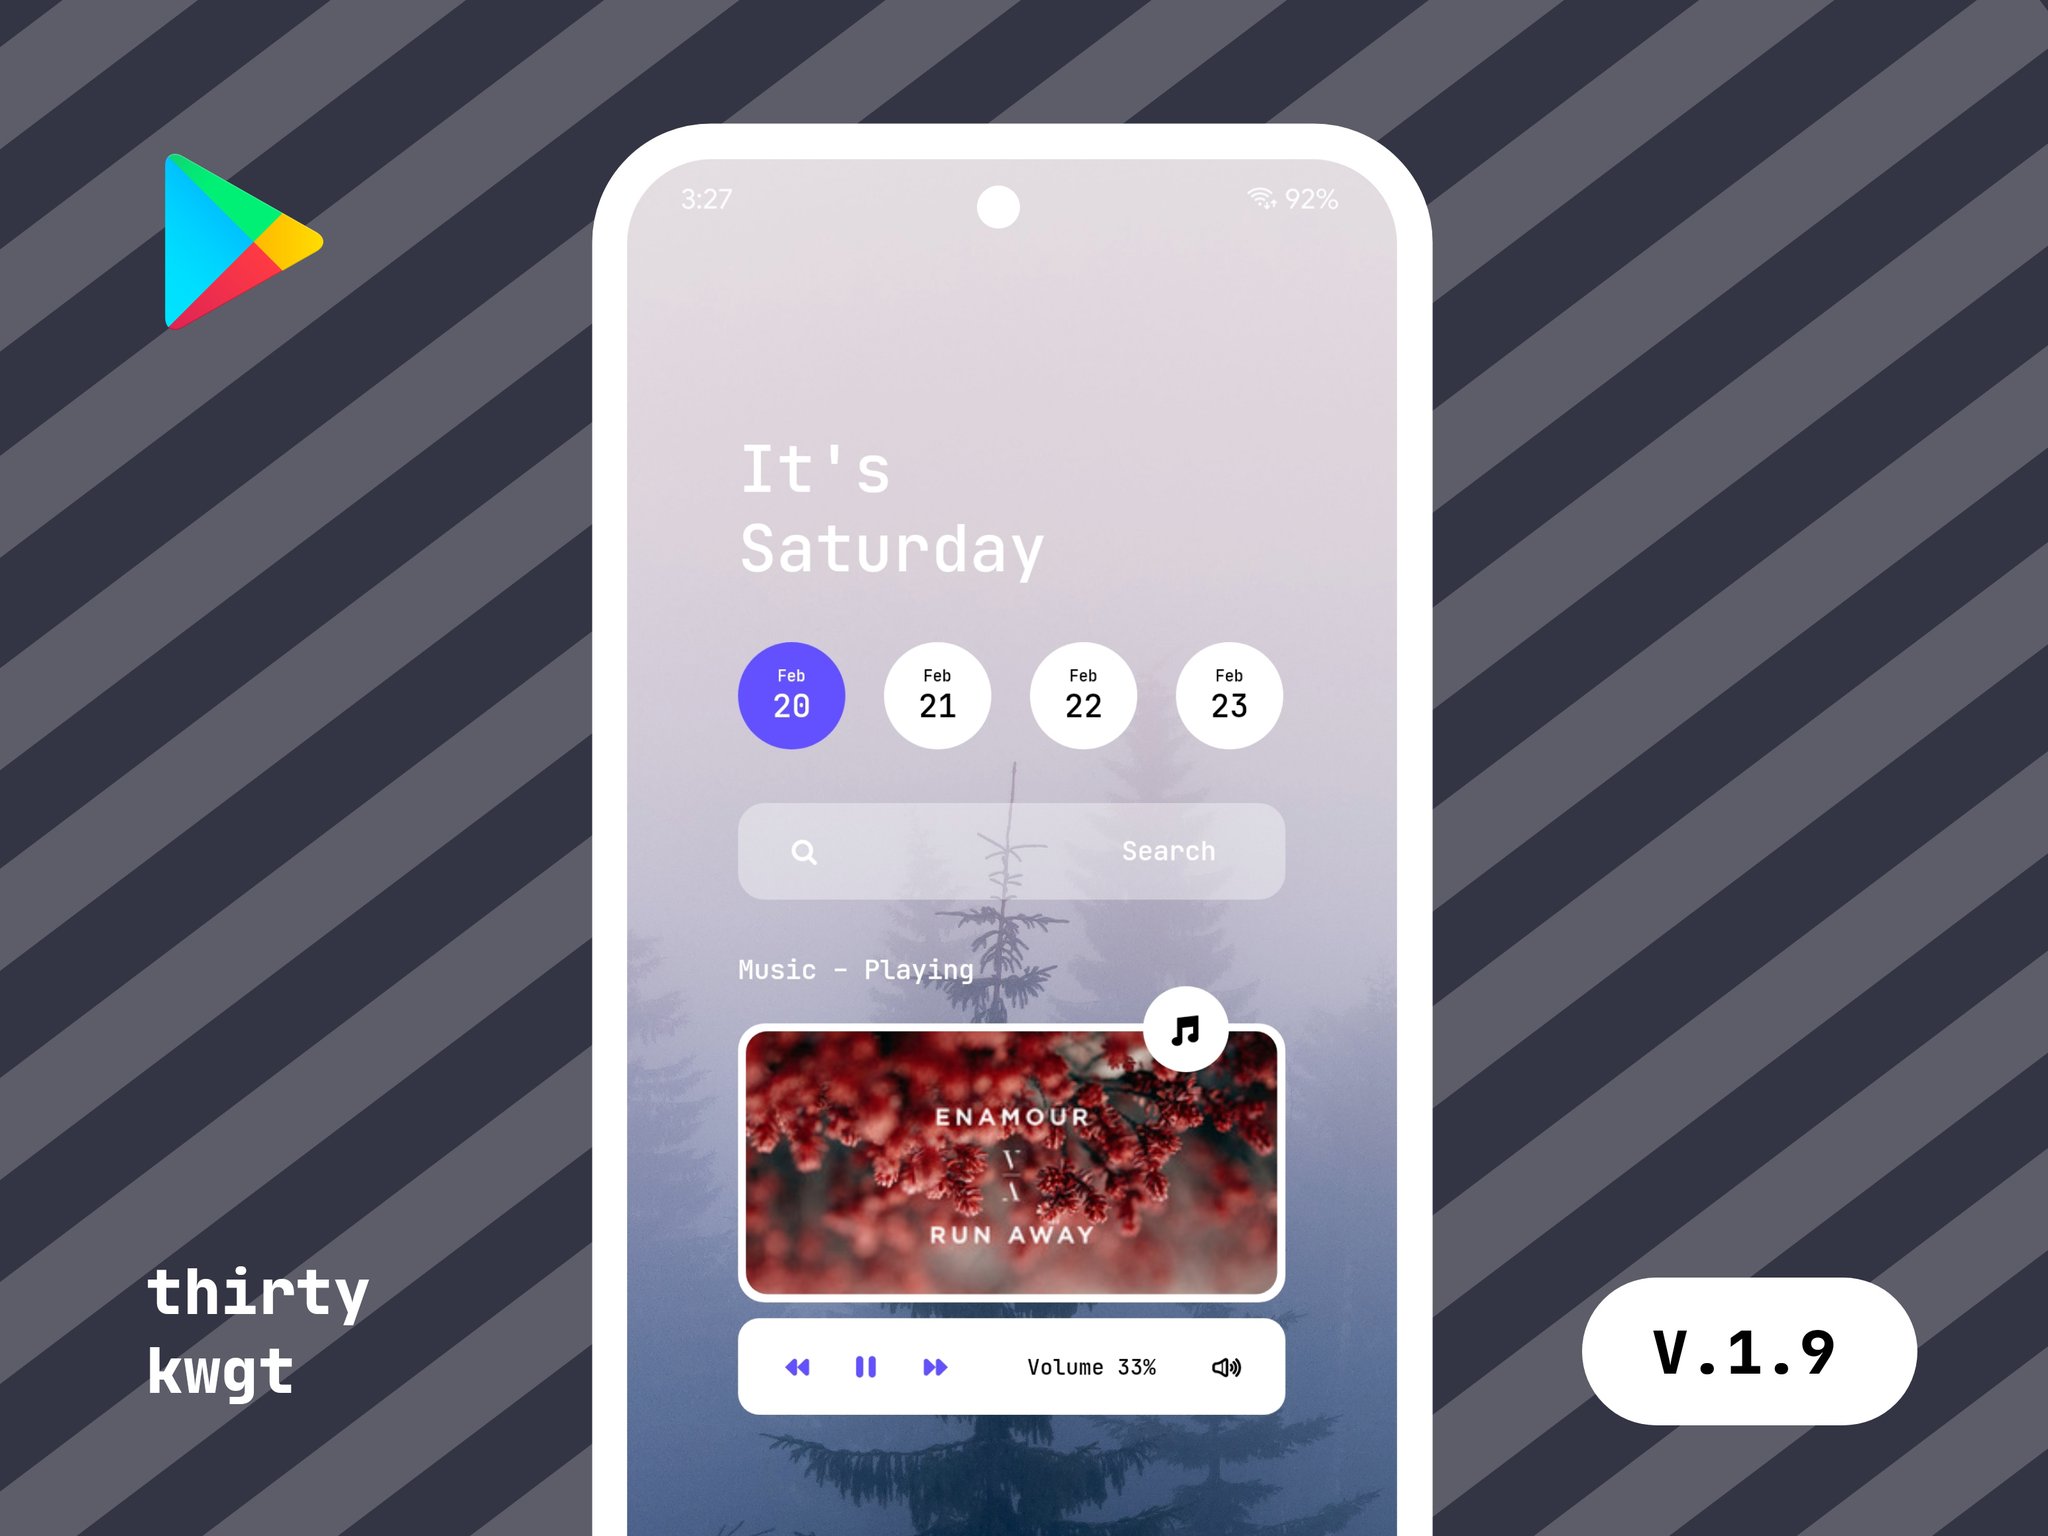 3:27
92%
It's
Saturday
Feb
20
Feb
21
Feb
22
Feb
23
Search
Music - Playing
ENAMOUR
V
A
RUN AWAY
Volume 33%
thirty
kwgt
V.1.9